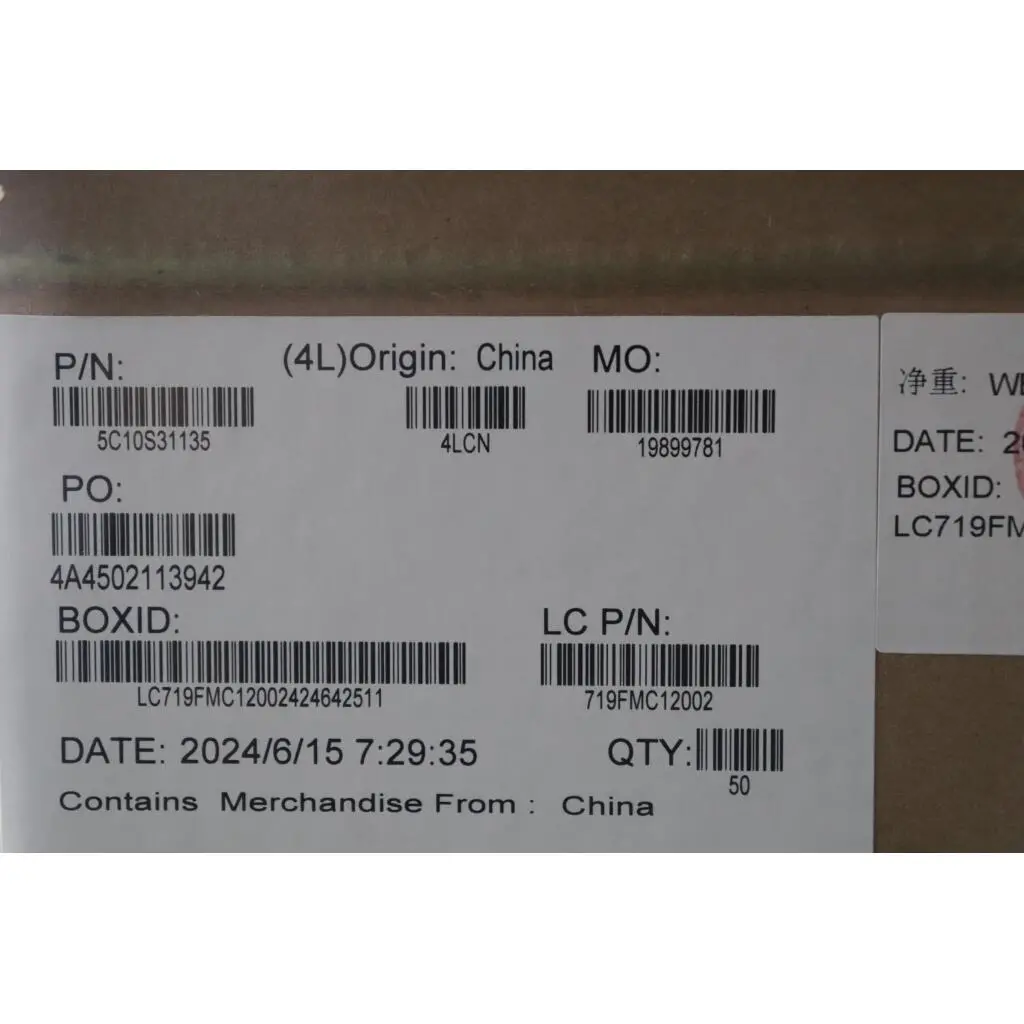 P/N: (4L)Origin: China MO:
5C10S31135 4LCN 19899781
PO:
4A4502113942
BOXID: LC P/N:
LC719FMC12002424642511 719FMC12002
DATE: 2024/6/15 7:29:35 QTY:
50
Contains Merchandise From : China
净重:
DATE:
BOXID:
LC719FM